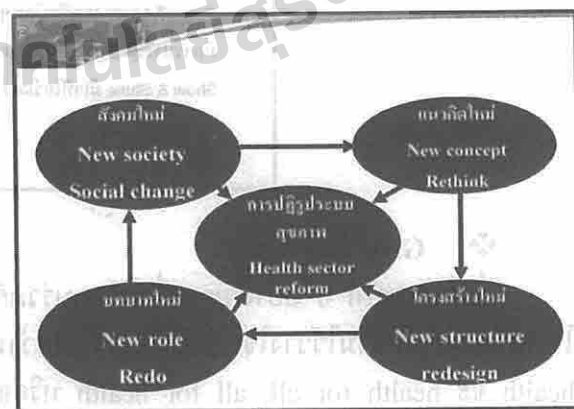 สังคมใหม่
New society
Social change
แนวคิดใหม่
New concept
Rethink
การปฏิรูประบบ
สุขภาพ
Health sector
reform
บทบาทใหม่
New role
Redo
โครงสร้างใหม่
New structure
redesign